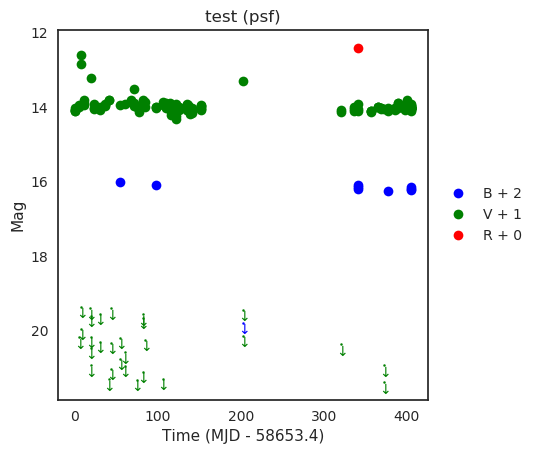 test (psf)
12
14
16
18
20
Mag
0
100
200
300
400
Time (MJD - 58653.4)
B + 2
V + 1
R + 0